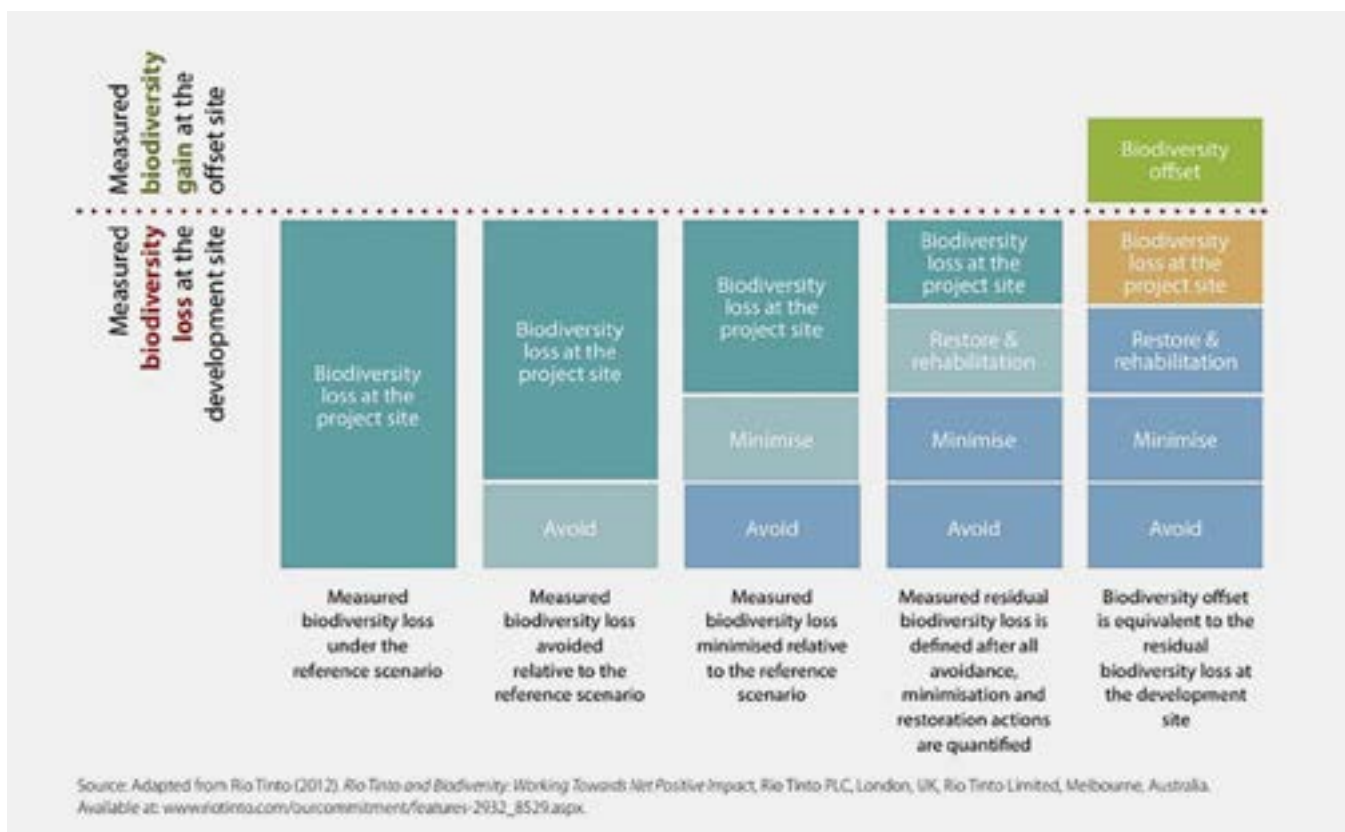 Measured
biodiversity
gain at the
offset site
Measured
biodiversity
loss at the
development site
Biodiversity
loss at the
project site
Measured
biodiversity loss
under the
reference scenario
Biodiversity
loss at the
project site
Avoid
Measured
biodiversity loss
avoided
relative to the
reference scenario
Biodiversity
loss at the
project site
Minimise
Avoid
Measured
biodiversity loss
minimised relative
to the reference
scenario
Biodiversity
loss at the
project site
Restore &
rehabilitation
Minimise
Avoid
Measured residual
biodiversity loss is
defined after all
avoidance,
minimisation and
restoration actions
are quantified
Biodiversity
offset
Biodiversity
loss at the
project site
Restore &
rehabilitation
Minimise
Avoid
Biodiversity offset
is equivalent to the
residual
biodiversity loss at
the development
site
Source: Adapted from Rio Tinto (2012). Rio Tinto and Biodiversity: Working Towards Net Positive Impact, Rio Tinto PLC, London, UK, Rio Tinto Limited, Melbourne, Australia.
Available at: www.riotinto.com/ourcommitment/features-2932_8529.aspx.